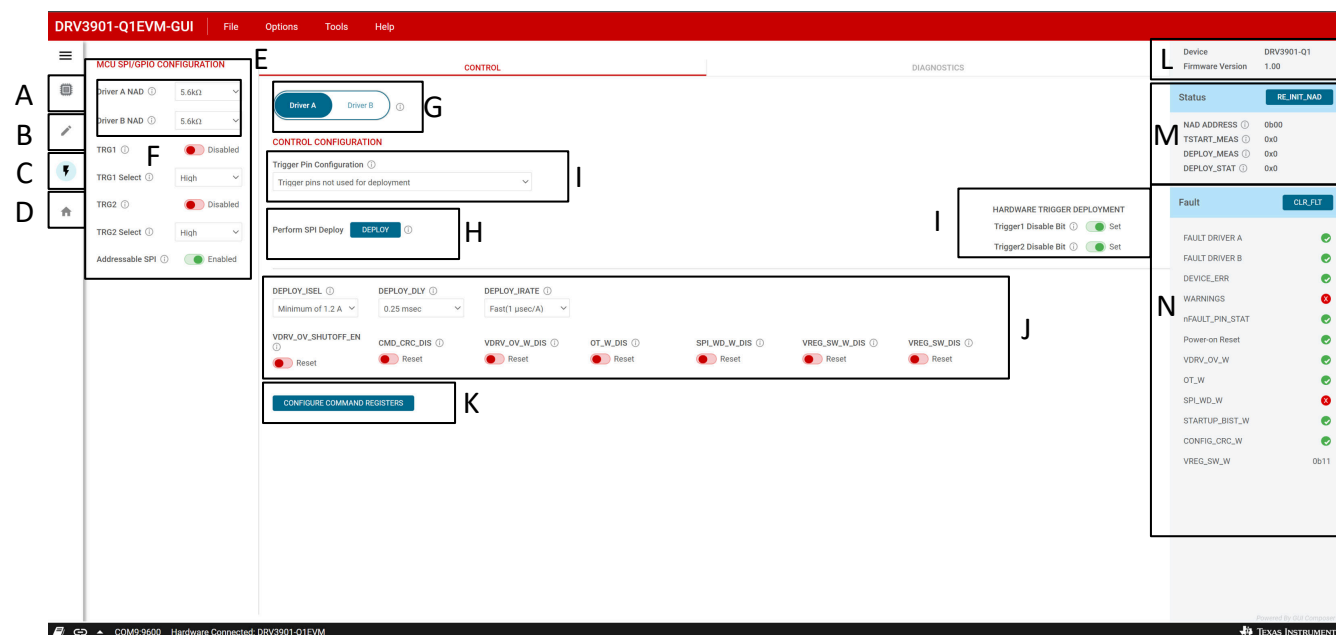 DRV3901-Q1EVM-GUI File Options Tools Help
A
B
C
D
MCU SPI/GPIO CONFIGURATION
E
Driver A NAD 5.6kΩ
Driver B NAD 5.6kΩ
F
TRG1 Disabled
TRG1 Select High
TRG2 Disabled
TRG2 Select High
Addressable SPI Enabled
CONTROL DIAGNOSTICS
Driver A Driver B
G
CONTROL CONFIGURATION
Trigger Pin Configuration
Trigger pins not used for deployment
I
Perform SPI Deploy DEPLOY
H
I
HARDWARE TRIGGER DEPLOYMENT
Trigger1 Disable Bit Set
Trigger2 Disable Bit Set
DEPLOY_ISEL DEPLOY_DLY DEPLOY_IRATE
Minimum of 1.2 A 0.25 msec Fast(1 µsec/A)
J
VDRV_OV_SHUTOFF_EN CMD_CRC_DIS VDRV_OV_W_DIS OT_W_DIS SPI_WD_W_DIS VREG_SW_W_DIS VREG_SW_DIS
Reset Reset Reset Reset Reset Reset Reset
CONFIGURE COMMAND REGISTERS
K
L
Device DRV3901-Q1
Firmware Version 1.00
M
Status RE_INIT_NAD
NAD ADDRESS 0b00
TSTART_MEAS 0x0
DEPLOY_MEAS 0x0
DEPLOY_STAT 0x0
N
Fault CLR_FLT
FAULT DRIVER A
FAULT DRIVER B
DEVICE_ERR
WARNINGS
nFAULT_PIN_STAT
Power-on Reset
VDRV_OV_W
OT_W
SPI_WD_W
STARTUP_BIST_W
CONFIG_CRC_W
VREG_SW_W 0b11
Powered By GUI Composer
COM9:9600 Hardware Connected: DRV3901-Q1EVM
TEXAS INSTRUMENT